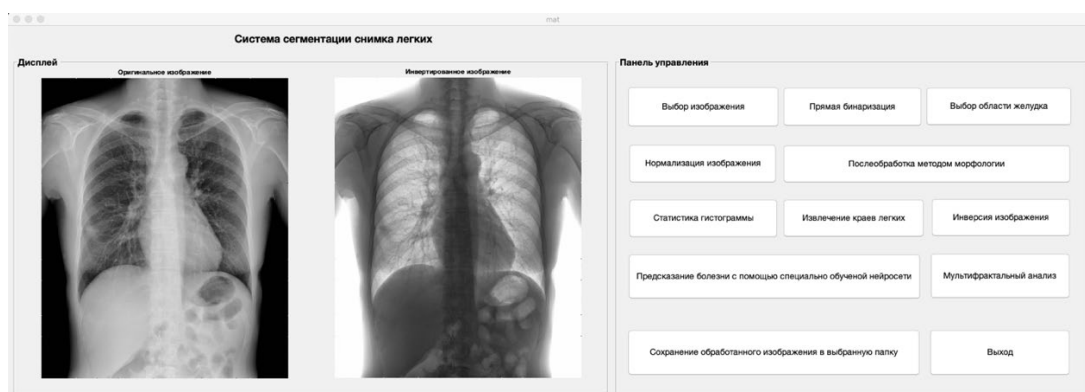 mat
Система сегментации снимка легких
Дисплей
Оригинальное изображение
Инвертированное изображение
Панель управления
Выбор изображения
Прямая бинаризация
Выбор области желудка
Нормализация изображения
Послеобработка методом морфологии
Статистика гистограммы
Извлечение краев легких
Инверсия изображения
Предсказание болезни с помощью специально обученой нейросети
Мультифрактальный анализ
Сохранение обработанного изображения в выбранную папку
Выход